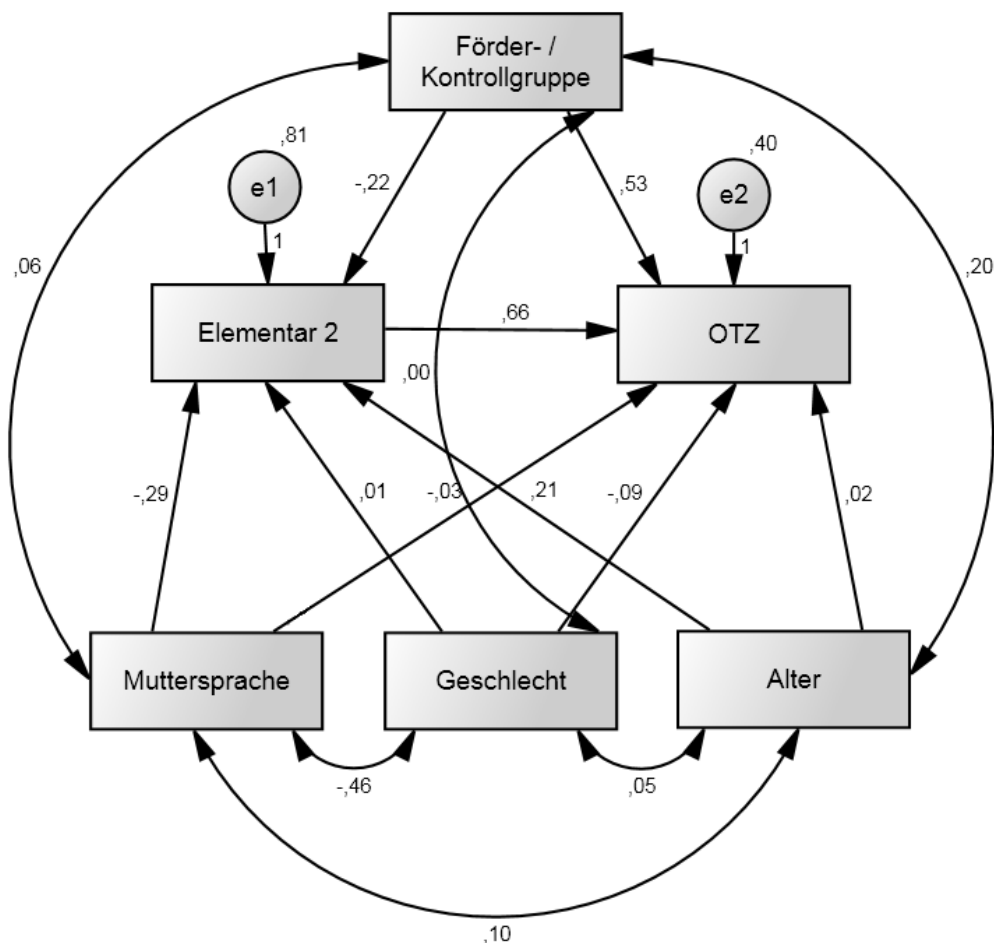 Förder- /
Kontrollgruppe
,81
e1
1
,40
e2
1
-,22
,53
,06
,20
Elementar 2
,66
OTZ
,00
-,29
,01
-,03
,21
-,09
,02
Muttersprache
Geschlecht
Alter
-,46
,05
,10